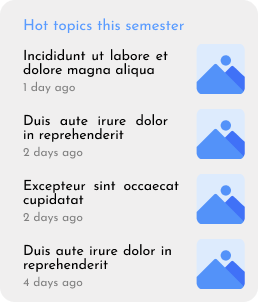 Hot topics this semester
Incididunt ut labore et
dolore magna aliqua
1 day ago
Duis aute irure dolor
in reprehenderit
2 days ago
Excepteur sint occaecat
cupidatat
2 days ago
Duis aute irure dolor in
reprehenderit
4 days ago